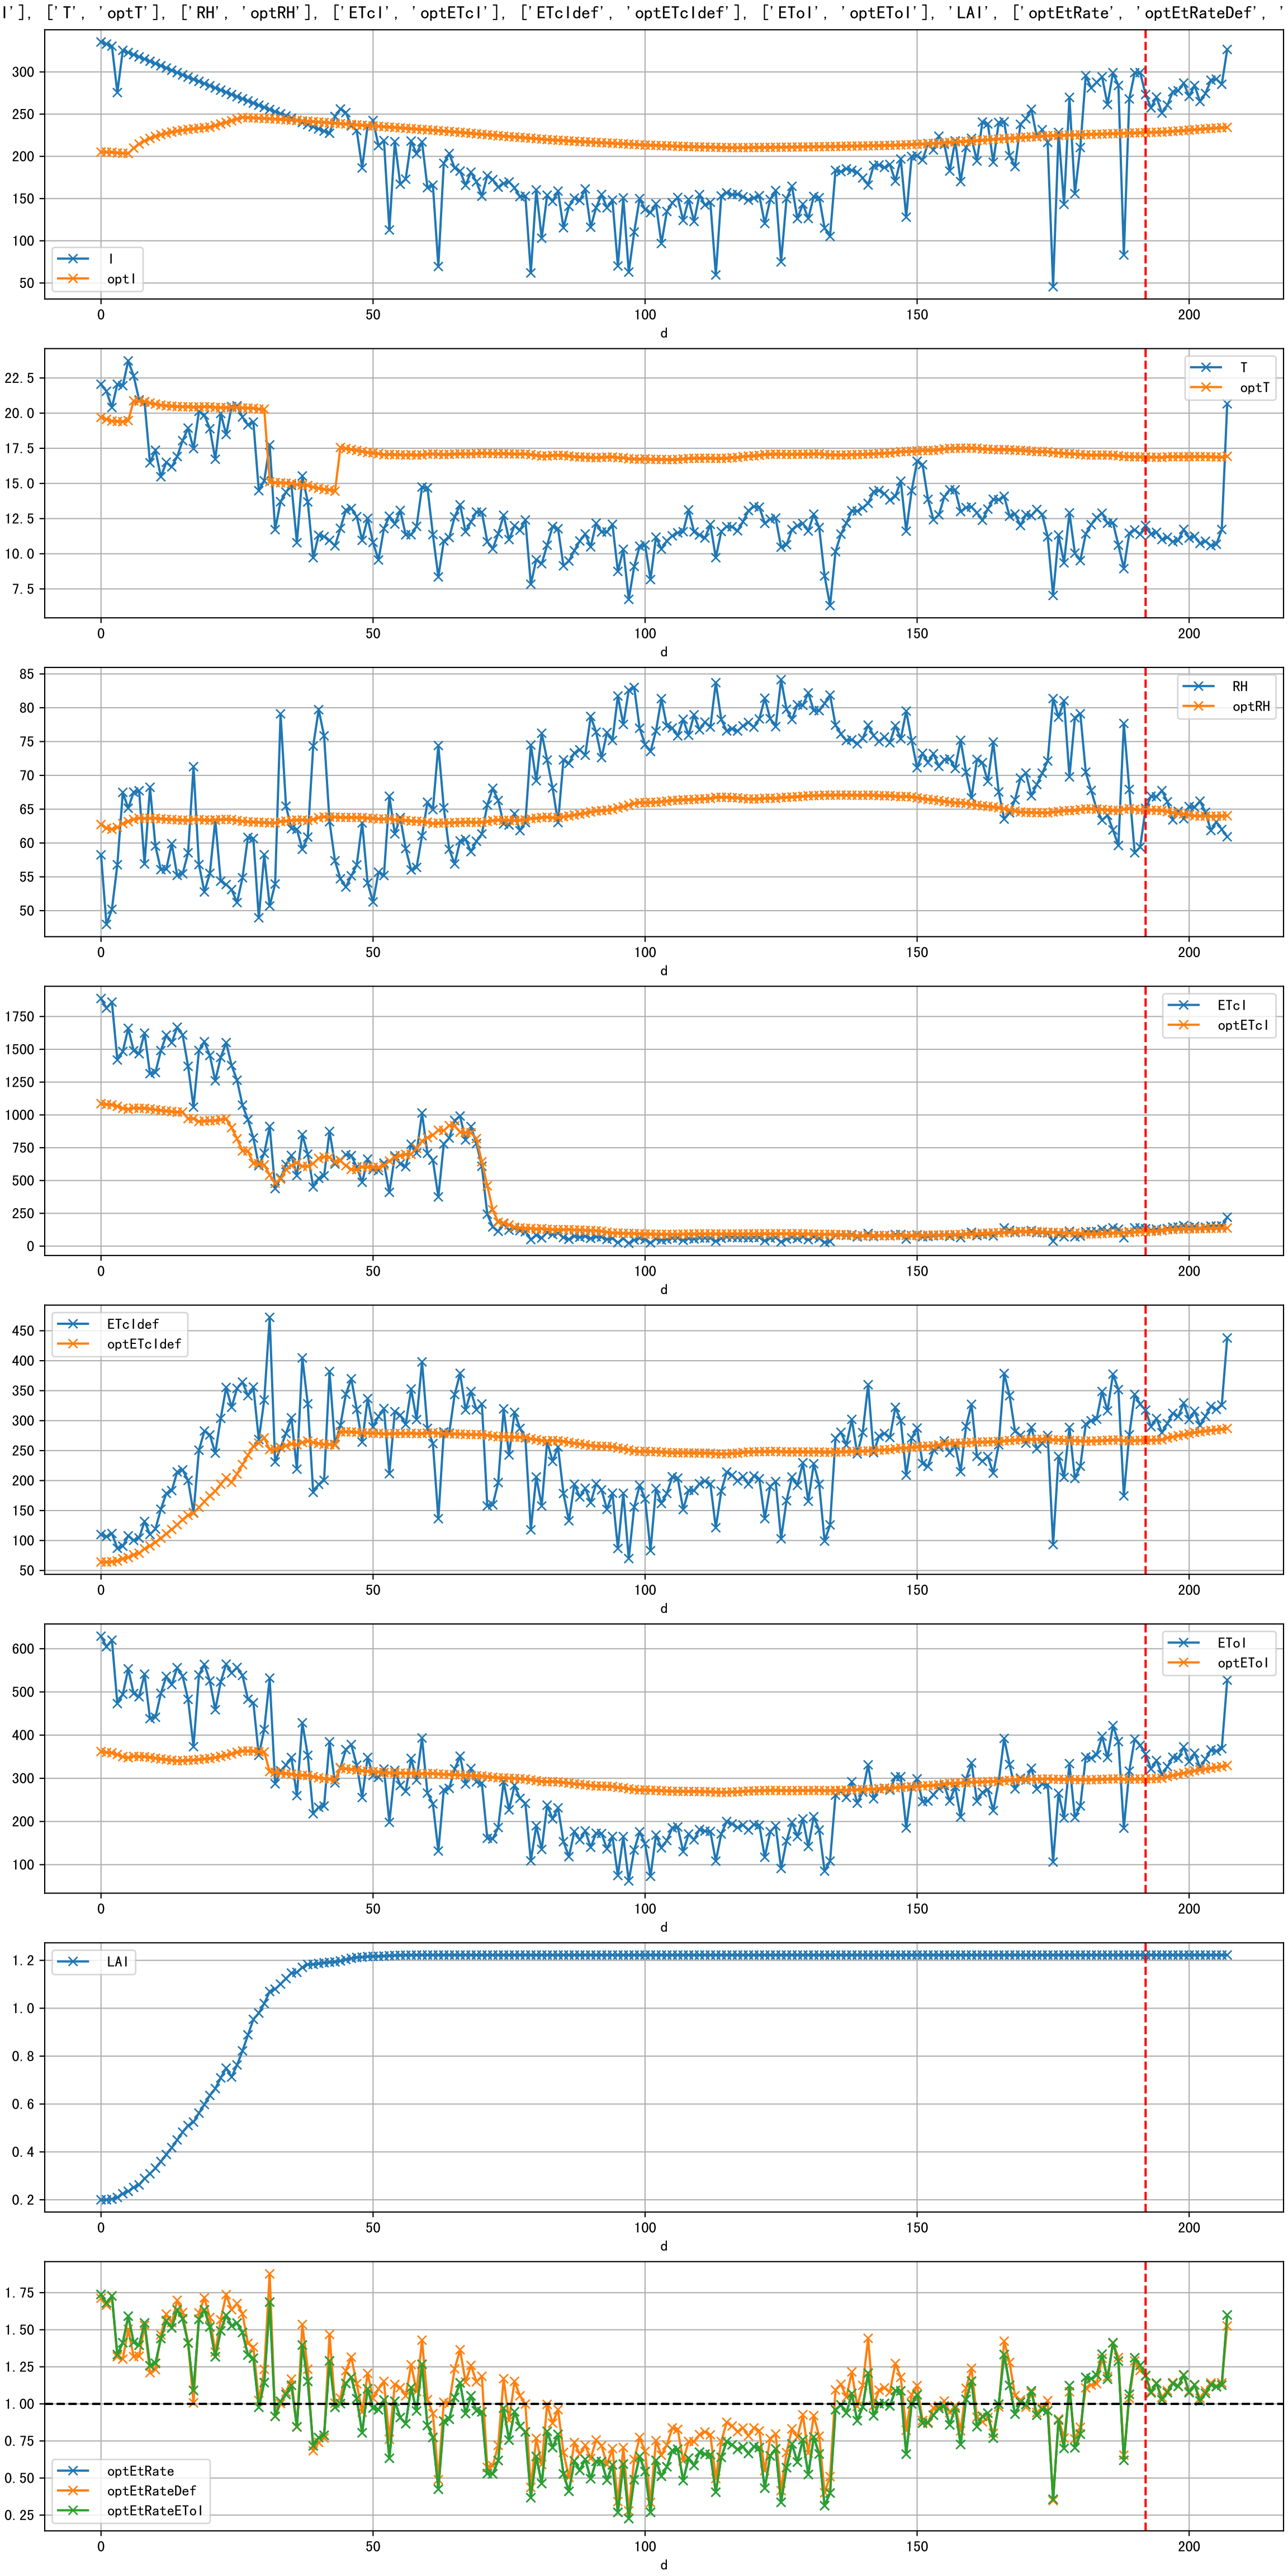 I'], ['T', 'optT'], ['RH', 'optRH'], ['ETcI', 'optETcI'], ['ETcIdef', 'optETcIdef'], ['EToI', 'optEToI'], 'LAI', ['optEtRate', 'optEtRateDef', '
300
250
200
150
100
50
I
optI
0 50 100 150 200
d
22.5
20.0
17.5
15.0
12.5
10.0
7.5
T
optT
0 50 100 150 200
d
85
80
75
70
65
60
55
50
RH
optRH
0 50 100 150 200
d
1750
1500
1250
1000
750
500
250
0
ETcI
optETcI
0 50 100 150 200
d
450
400
350
300
250
200
150
100
50
ETcIdef
optETcIdef
0 50 100 150 200
d
600
500
400
300
200
100
EToI
optEToI
0 50 100 150 200
d
1.2
1.0
0.8
0.6
0.4
0.2
LAI
0 50 100 150 200
d
1.75
1.50
1.25
1.00
0.75
0.50
0.25
optEtRate
optEtRateDef
optEtRateEToI
0 50 100 150 200
d